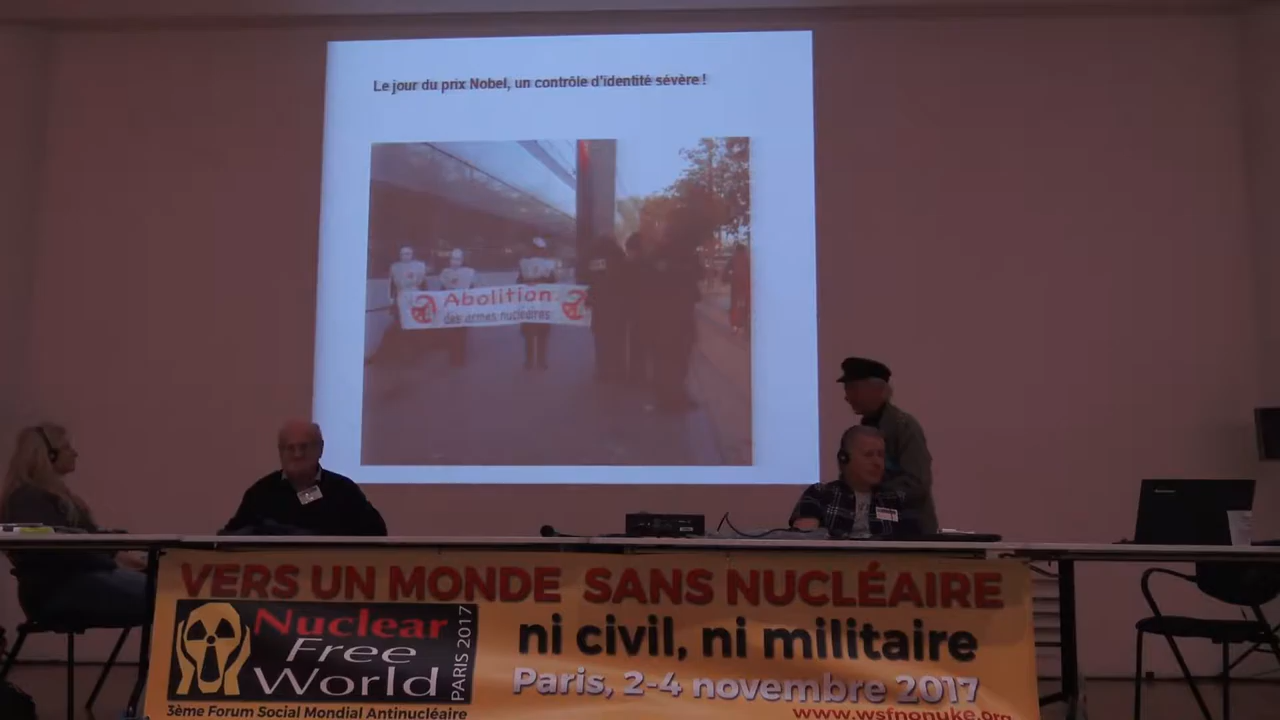 Le jour du prix Nobel, un contrôle d'identité sévère !
Abolition
des armes nucléaires
VERS UN MONDE SANS NUCLÉAIRE
Nuclear
Free
World
PARIS 2017
ni civil, ni militaire
Paris, 2-4 novembre 2017
3ème Forum Social Mondial Antinucléaire
www.wsfnonuke.org